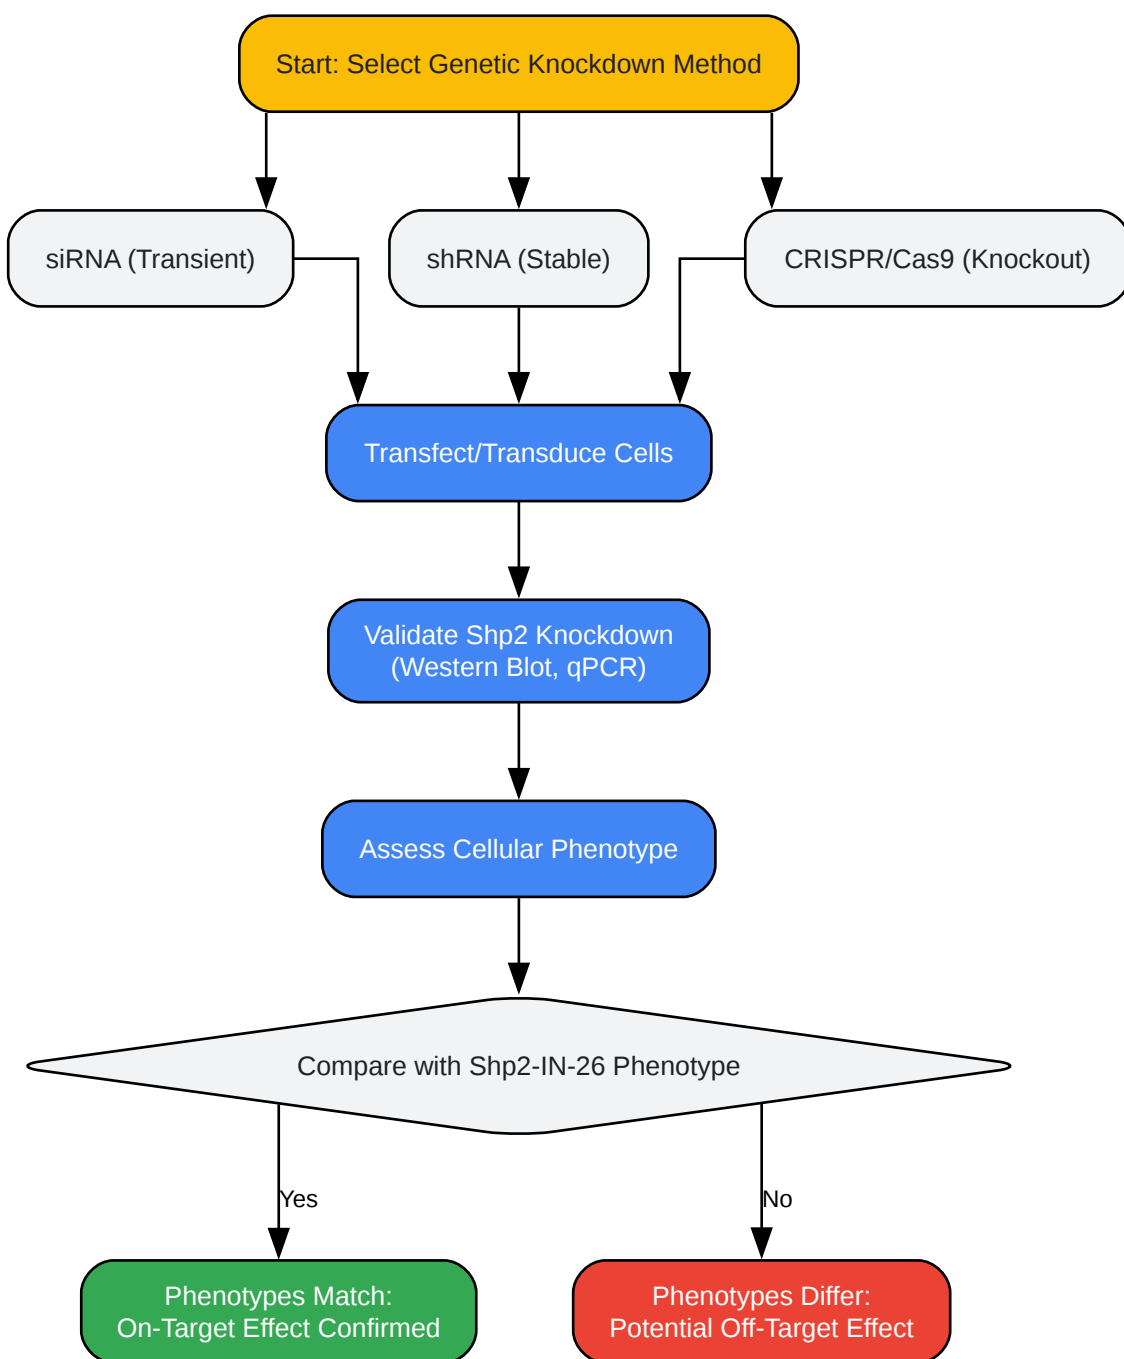 Start: Select Genetic Knockdown Method
siRNA (Transient)
shRNA (Stable)
CRISPR/Cas9 (Knockout)
Transfect/Transduce Cells
Validate Shp2 Knockdown
(Western Blot, qPCR)
Assess Cellular Phenotype
Compare with Shp2-IN-26 Phenotype
Yes
No
Phenotypes Match:
On-Target Effect Confirmed
Phenotypes Differ:
Potential Off-Target Effect